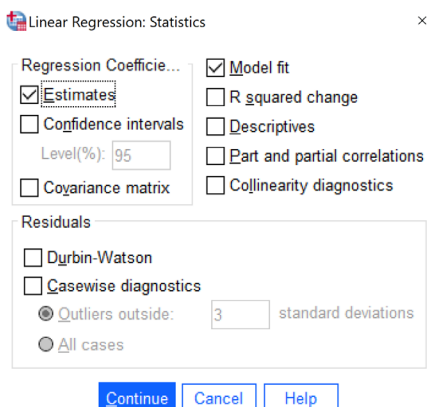 Linear Regression: Statistics
Regression Coefficie...
Estimates
Confidence intervals
Level(%): 95
Covariance matrix
Model fit
R squared change
Descriptives
Part and partial correlations
Collinearity diagnostics
Residuals
Durbin-Watson
Casewise diagnostics
Outliers outside: 3 standard deviations
All cases
Continue Cancel Help